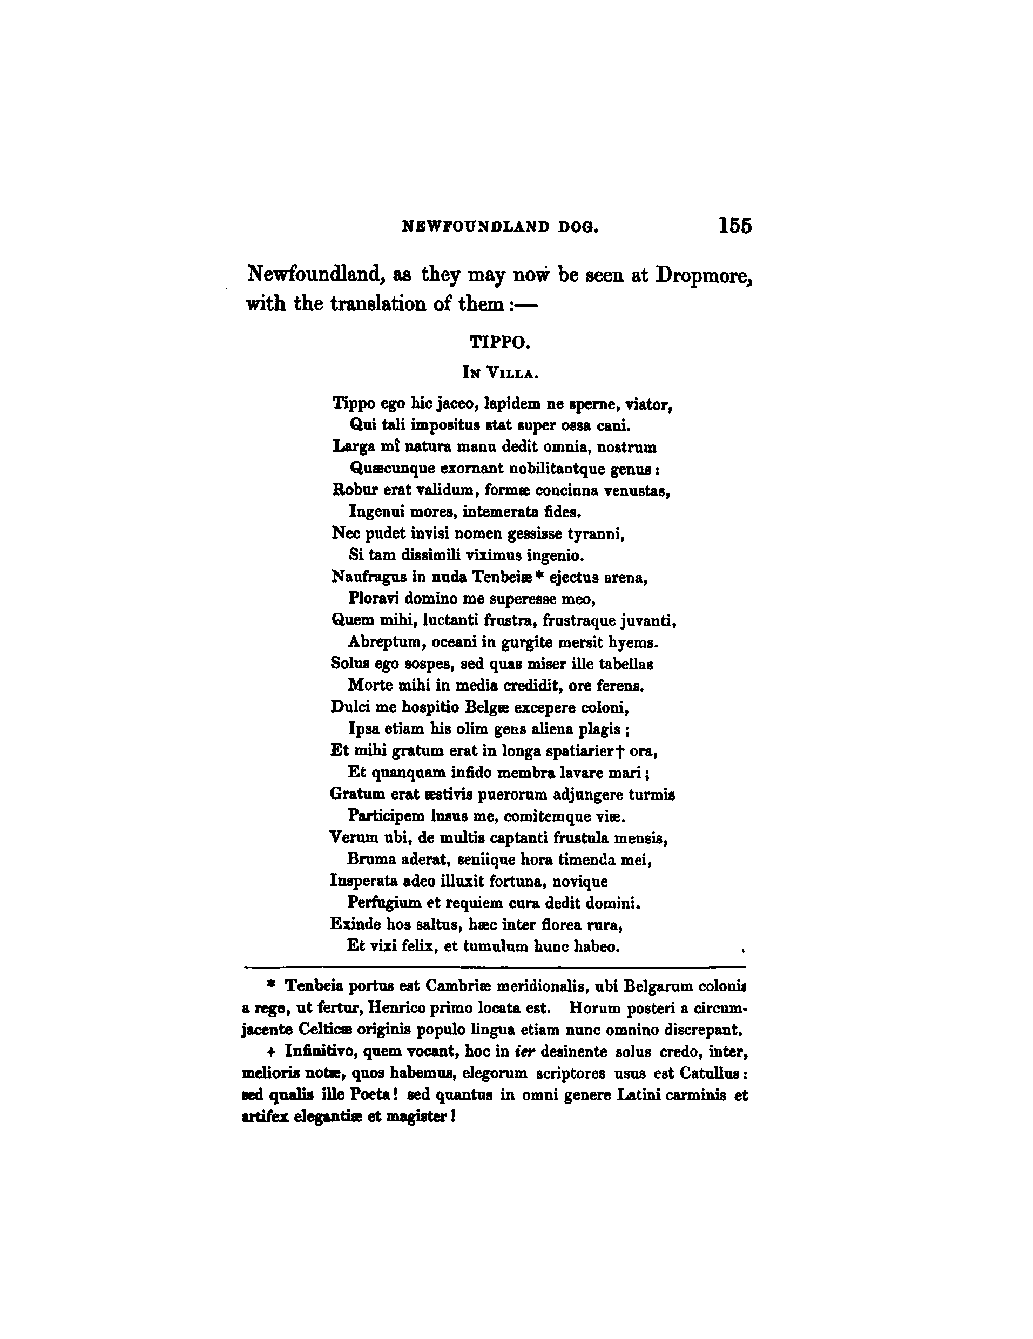 NEWFOUNDLAND DOG. 155
Newfoundland, as they may now be seen at Dropmore,
with the translation of them :—
TIPPO.
IN VILLA.
Tippo ego hic jaceo, lapidem ne sperne, viator,
Qui tali impositus stat super ossa cani.
Larga mî natura manu dedit omnia, nostrum
Quæcunque exornant nobilitantque genus :
Robur erat validum, formæ concinna venustas,
Ingenui mores, intemerata fides.
Nec pudet invisi nomen gessisse tyranni,
Si tam dissimili viximus ingenio.
Naufragus in nuda Tenbeiæ * ejectus arena,
Ploravi domino me superesse meo,
Quem mihi, luctanti frustra, frustraque juvanti,
Abreptum, oceani in gurgite mersit hyems.
Solus ego sospes, sed quas miser ille tabellas
Morte mihi in media credidit, ore ferens.
Dulci me hospitio Belgæ excepere coloni,
Ipsa etiam his olim gens aliena plagis ;
Et mihi gratum erat in longa spatiarier † ora,
Et quanquam infido membra lavare mari ;
Gratum erat æstivis puerorum adjungere turmis
Participem lusus me, comitemque viæ.
Verum ubi, de multis captanti frustula mensis,
Bruma aderat, seniique hora timenda mei,
Insperata adeo illuxit fortuna, novique
Perfugium et requiem cura dedit domini.
Exinde hos saltus, hæc inter florea rura,
Et vixi felix, et tumulum hunc habeo.
* Tenbeia portus est Cambriæ meridionalis, ubi Belgarum colonia
a rege, ut fertur, Henrico primo locata est. Horum posteri a circum-
jacente Celticæ originis populo lingua etiam nunc omnino discrepant.
† Infinitivo, quem vocant, hoc in ier desinente solus credo, inter,
melioris notæ, quos habemus, elegorum scriptores usus est Catullus :
sed qualis ille Poeta ! sed quantus in omni genere Latini carminis et
artifex elegantiæ et magister !